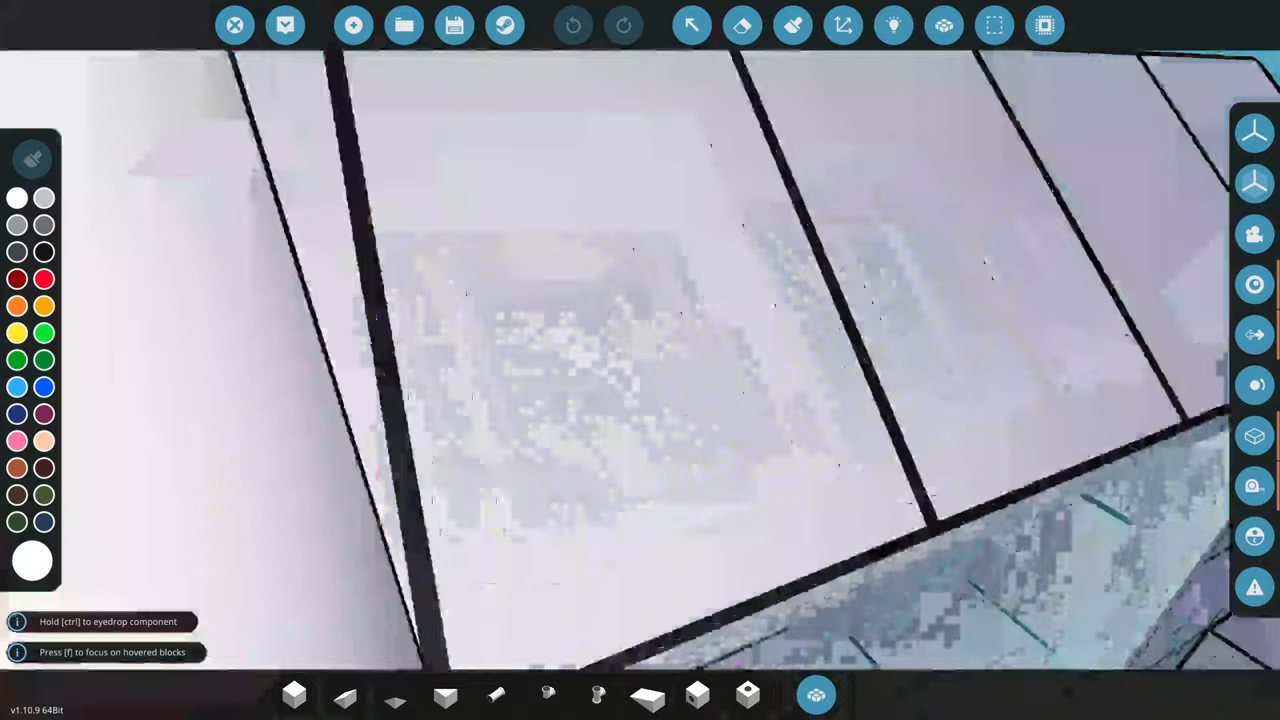 Hold [ctrl] to eyedrop component
Press [f] to focus on hovered blocks
v1.10.9 64Bit